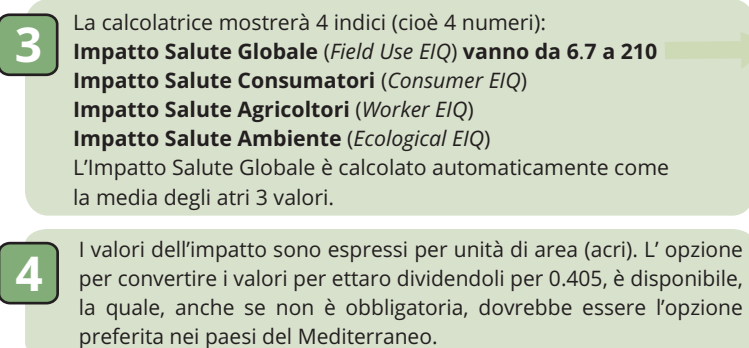 3
La calcolatrice mostrerà 4 indici (cioè 4 numeri):
Impatto Salute Globale (Field Use EIQ) vanno da 6.7 a 210
Impatto Salute Consumatori (Consumer EIQ)
Impatto Salute Agricoltori (Worker EIQ)
Impatto Salute Ambiente (Ecological EIQ)
L’Impatto Salute Globale è calcolato automaticamente come
la media degli atri 3 valori.
4
I valori dell’impatto sono espressi per unità di area (acri). L’ opzione
per convertire i valori per ettaro dividendoli per 0.405, è disponibile,
la quale, anche se non è obbligatoria, dovrebbe essere l’opzione
preferita nei paesi del Mediterraneo.